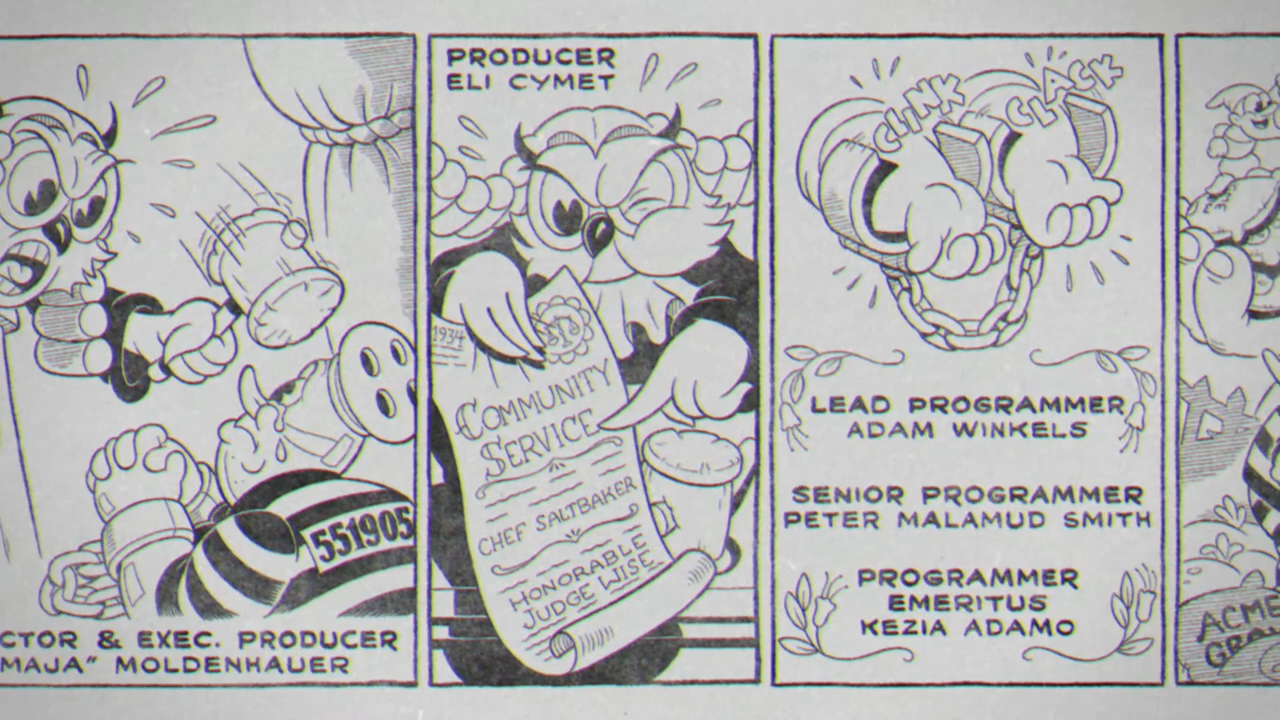 551905
CTOR & EXEC. PRODUCER
MAJA" MOLDENHAUER
PRODUCER
ELI CYMET
1934
COMMUNITY
SERVICE
CHEF SALTBAKER
HONORABLE
JUDGE WISE
CLINK
CLACK
LEAD PROGRAMMER
ADAM WINKELS
SENIOR PROGRAMMER
PETER MALAMUD SMITH
PROGRAMMER
EMERITUS
KEZIA ADAMO
ACME
GRA